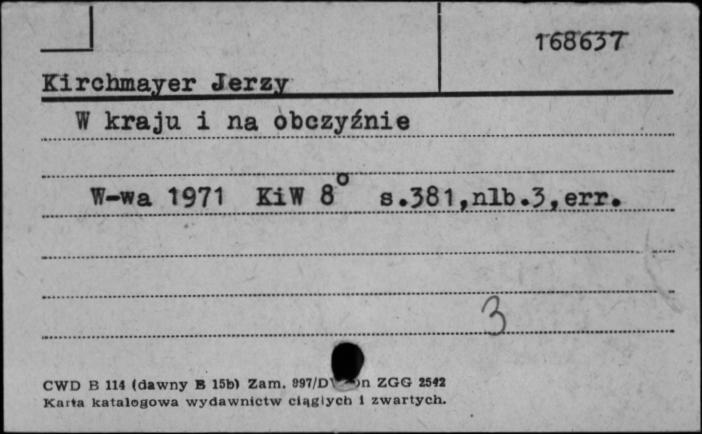 168637
Kirchmayer Jerzy
W kraju i na obczyźnie
W-wa 1971 KiW 8° s.381,nlb.3,err.
3
CWD B 114 (dawny B 15b) Zam. 997/D ZGG 2542
Karta katalogowa wydawnictw ciągłych i zwartych.